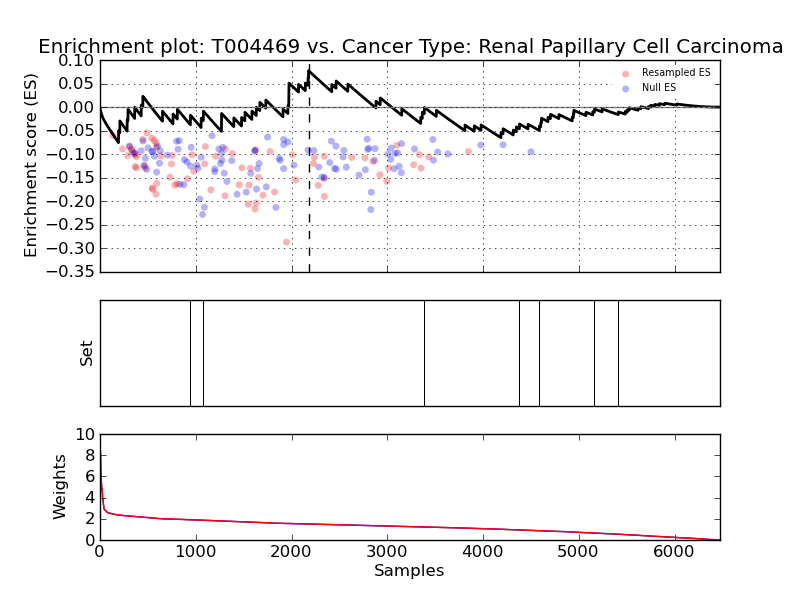 Enrichment plot: T004469 vs. Cancer Type: Renal Papillary Cell Carcinoma
Enrichment score (ES)
0.10
0.05
0.00
−0.05
−0.10
−0.15
−0.20
−0.25
−0.30
−0.35
Resampled ES
Null ES
Set
Weights
10
8
6
4
2
0
0 1000 2000 3000 4000 5000 6000
Samples